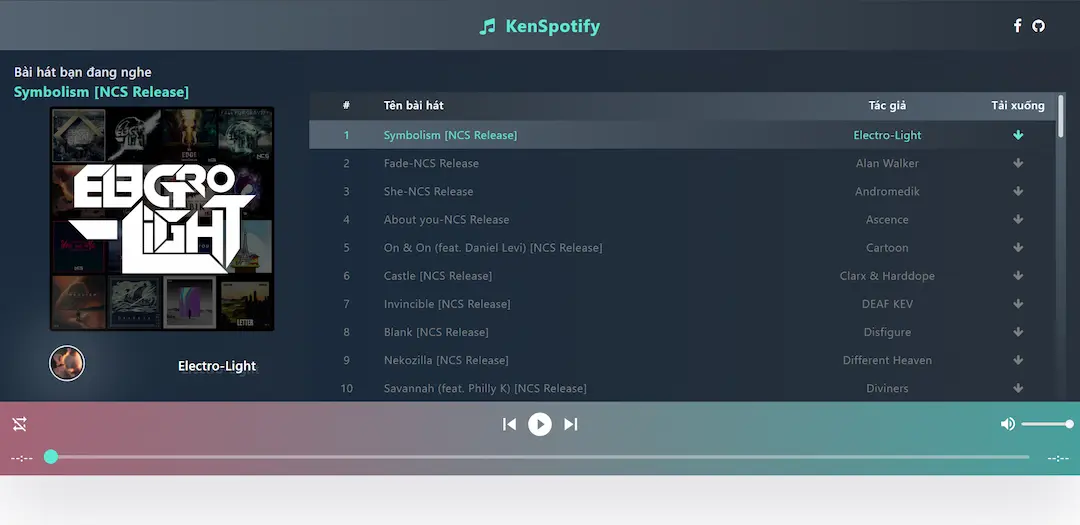 KenSpotify
Bài hát bạn đang nghe
Symbolism [NCS Release]
ELECTRO
-LIGHT
LETTER
Electro-Light
# Tên bài hát Tác giả Tải xuống
1 Symbolism [NCS Release] Electro-Light
2 Fade-NCS Release Alan Walker
3 She-NCS Release Andromedik
4 About you-NCS Release Ascence
5 On & On (feat. Daniel Levi) [NCS Release] Cartoon
6 Castle [NCS Release] Clarx & Harddope
7 Invincible [NCS Release] DEAF KEV
8 Blank [NCS Release] Disfigure
9 Nekozilla [NCS Release] Different Heaven
10 Savannah (feat. Philly K) [NCS Release] Diviners
--:-- --:--